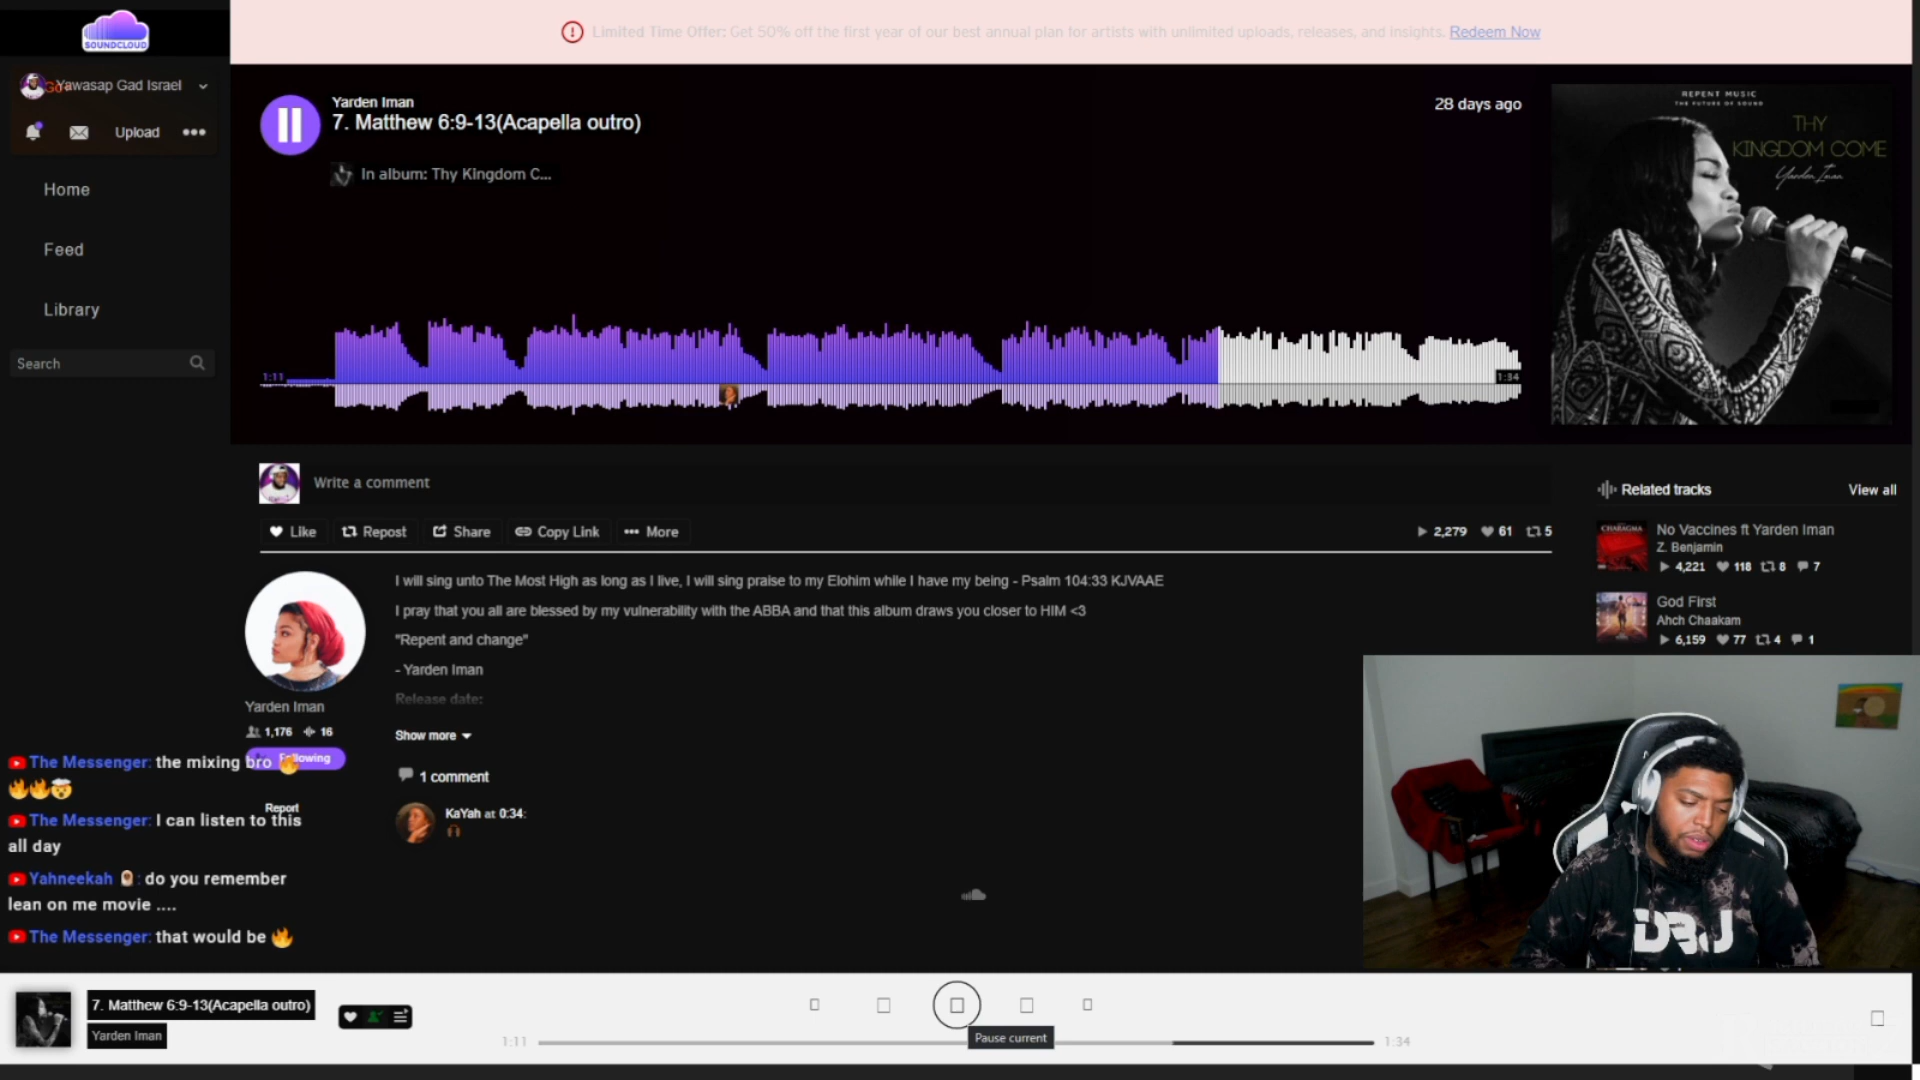 SOUNDCLOUD
Limited Time Offer: Get 50% off the first year of our best annual plan for artists with unlimited uploads, releases, and Insights. Redeem Now
Yawasap Gad Israel
Upload
Home
Feed
Library
Search
Yarden Iman
7. Matthew 6:9-13(Acapella outro)
28 days ago
In album: Thy Kingdom C...
1:11
1:34
REPENT MUSIC
THE FUTURE OF SOUND
THY
KINGDOM COME
Yarden Iman
Write a comment
Like
Repost
Share
Copy Link
More
2,279
61
5
Related tracks
View all
CHARAGMA
No Vaccines ft Yarden Iman
Z. Benjamin
4,221 118 8 7
God First
Ahch Chaakam
6,159 77 4 1
I will sing unto The Most High as long as I live, I will sing praise to my Elohim while I have my being - Psalm 104:33 KJVAAE
I pray that you all are blessed by my vulnerability with the ABBA and that this album draws you closer to HIM <3
"Repent and change"
- Yarden Iman
Release date:
Show more
Yarden Iman
1,176 16
Following
Report
1 comment
KaYah at 0:34:
The Messenger: the mixing bro 🔥
🔥🔥🤯
The Messenger: I can listen to this
all day
Yahneekah : do you remember
lean on me movie ....
The Messenger: that would be 🔥
7. Matthew 6:9-13(Acapella outro)
Yarden Iman
1:11
Pause current
1:34